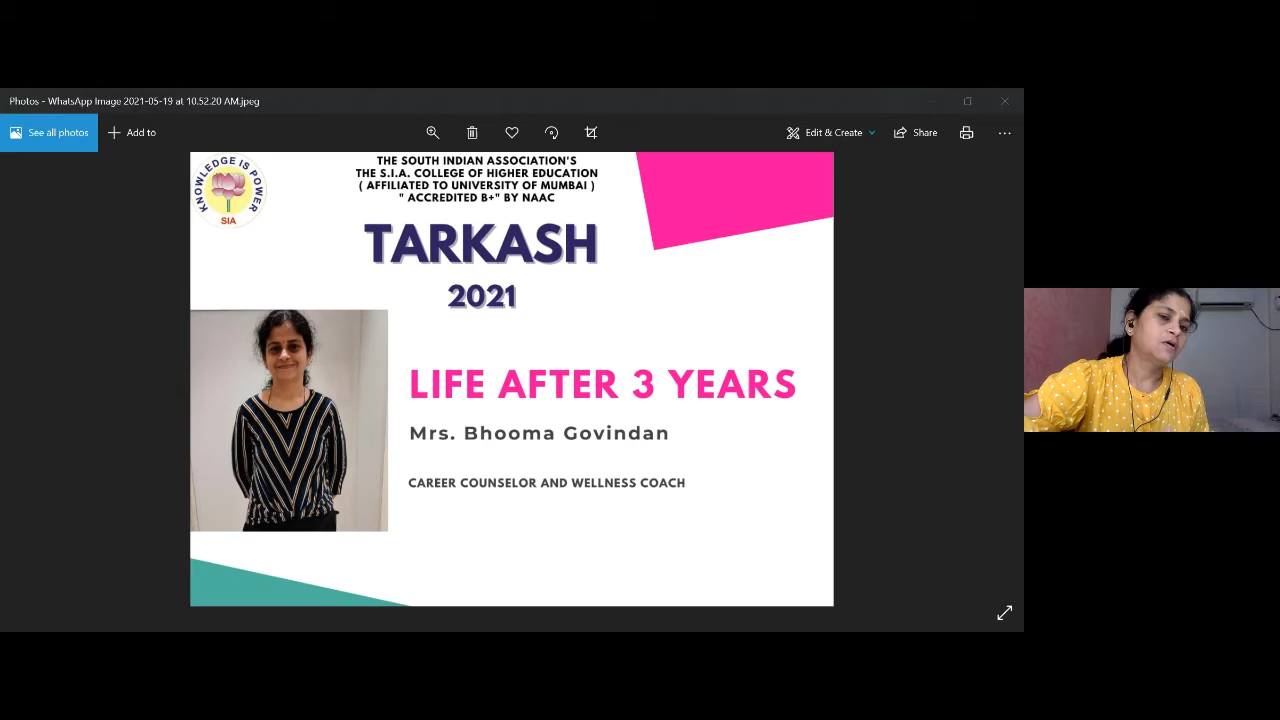 Photos - WhatsApp Image 2021-05-19 at 10.52.20 AM.jpeg
See all photos
Add to
Edit & Create
Share
KNOWLEDGE IS POWER
SIA
THE SOUTH INDIAN ASSOCIATION'S
THE S.I.A. COLLEGE OF HIGHER EDUCATION
( AFFILIATED TO UNIVERSITY OF MUMBAI )
" ACCREDITED B+" BY NAAC
TARKASH
2021
LIFE AFTER 3 YEARS
Mrs. Bhooma Govindan
CAREER COUNSELOR AND WELLNESS COACH